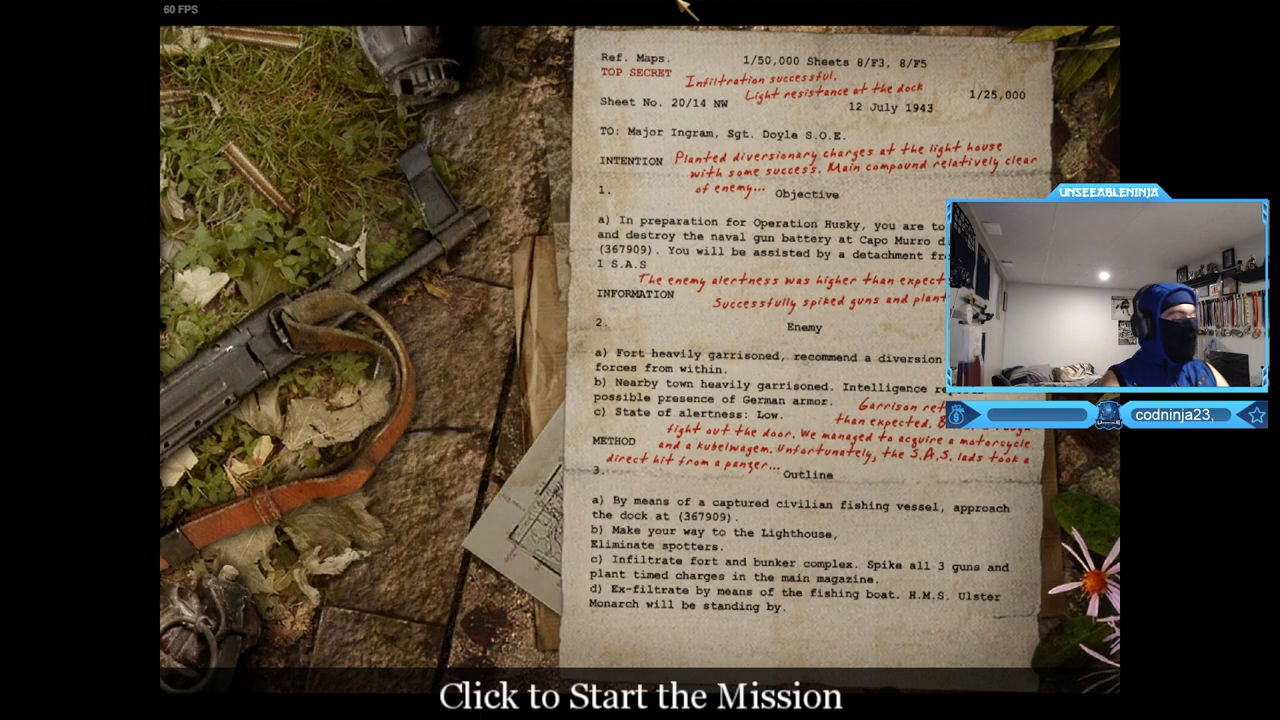 60 FPS
Ref. Maps. 1/50,000 Sheets 8/F3, 8/F5
TOP SECRET
Infiltration successful.
Light resistance at the dock
1/25,000
Sheet No. 20/14 NW 12 July 1943
TO: Major Ingram, Sgt. Doyle S.O.E.
INTENTION
Planted diversionary charges at the light house
with some success. Main compound relatively clear
of enemy...
1. Objective
a) In preparation for Operation Husky, you are to
and destroy the naval gun battery at Capo Murro
(367909). You will be assisted by a detachment
1 S.A.S
The enemy alertness was higher than
INFORMATION
Successfully spiked guns and
2. Enemy
a) Fort heavily garrisoned, recommend a diversion
forces from within.
b) Nearby town heavily garrisoned. Intelligence
possible presence of German armor.
c) State of alertness: Low.
Garrison
than expected.
fight out the door. We managed to acquire a motorcycle
METHOD
and a kubelwagem. Unfortunately, the S.A.S. lads took a
direct hit from a panzer...
3. Outline
a) By means of a captured civilian fishing vessel, approach
the dock at (367909).
b) Make your way to the Lighthouse,
Eliminate spotters.
c) Infiltrate fort and bunker complex. Spike all 3 guns and
plant timed charges in the main magazine.
d) Ex-filtrate by means of the fishing boat. H.M.S. Ulster
Monarch will be standing by.
UNSEEABLENINJA
codninja23,
Click to Start the Mission